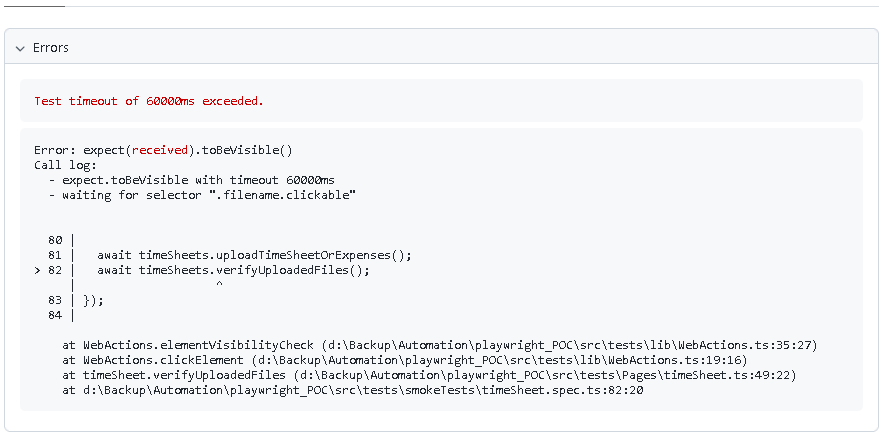 Errors
Test timeout of 60000ms exceeded.
Error: expect(received).toBeVisible()
Call log:
  - expect.toBeVisible with timeout 60000ms
  - waiting for selector ".filename.clickable"
  80 |
  81 |   await timeSheets.uploadTimeSheetOrExpenses();
> 82 |   await timeSheets.verifyUploadedFiles();
     |                    ^
  83 | });
  84 |
    at WebActions.elementVisibilityCheck (d:\Backup\Automation\playwright_POC\src\tests\lib\WebActions.ts:35:27)
    at WebActions.clickElement (d:\Backup\Automation\playwright_POC\src\tests\lib\WebActions.ts:19:16)
    at timeSheet.verifyUploadedFiles (d:\Backup\Automation\playwright_POC\src\tests\Pages\timeSheet.ts:49:22)
    at d:\Backup\Automation\playwright_POC\src\tests\smokeTests\timeSheet.spec.ts:82:20